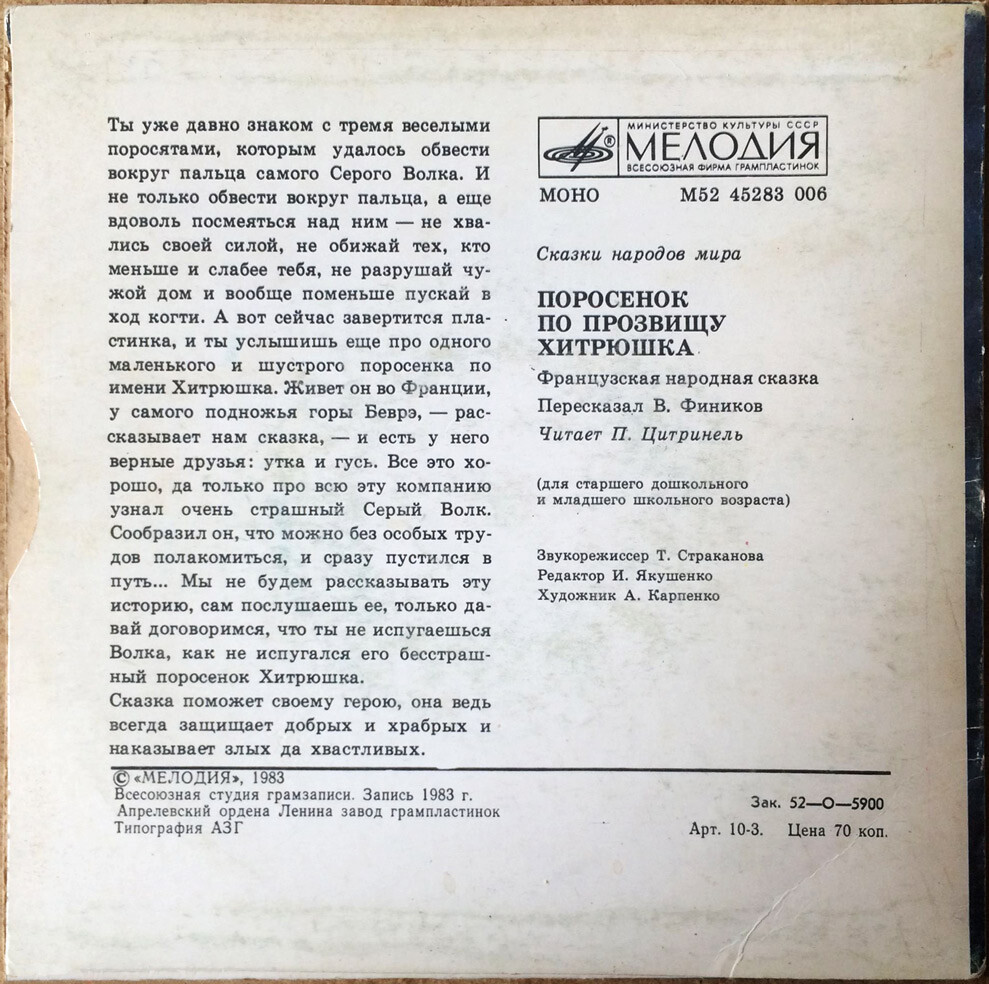 Ты уже давно знаком с тремя веселыми
поросятами, которым удалось обвести
вокруг пальца самого Серого Волка. И
не только обвести вокруг пальца, а еще
вдоволь посмеяться над ним — не хва-
лись своей силой, не обижай тех, кто
меньше и слабее тебя, не разрушай чу-
жой дом и вообще поменьше пускай в
ход когти. А вот сейчас завертится пла-
стинка, и ты услышишь еще про одного
маленького и шустрого поросенка по
имени Хитрюшка. Живет он во Франции,
у самого подножья горы Беврэ, — рас-
сказывает нам сказка, — и есть у него
верные друзья: утка и гусь. Все это хо-
рошо, да только про всю эту компанию
узнал очень страшный Серый Волк.
Сообразил он, что можно без особых тру-
дов полакомиться, и сразу пустился в
путь... Мы не будем рассказывать эту
историю, сам послушаешь ее, только да-
вай договоримся, что ты не испугаешься
Волка, как не испугался его бесстраш-
ный поросенок Хитрюшка.
Сказка поможет своему герою, она ведь
всегда защищает добрых и храбрых и
наказывает злых да хвастливых.
МИНИСТЕРСТВО КУЛЬТУРЫ СССР
®
МЕЛОДИЯ
ВСЕСОЮЗНАЯ ФИРМА ГРАМПЛАСТИНОК
МОНО М52 45283 006
Сказки народов мира
ПОРОСЕНОК
ПО ПРОЗВИЩУ
ХИТРЮШКА
Французская народная сказка
Пересказал В. Фиников
Читает П. Цитринель
(для старшего дошкольного
и младшего школьного возраста)
Звукорежиссер Т. Страканова
Редактор И. Якушенко
Художник А. Карпенко
© «МЕЛОДИЯ», 1983
Всесоюзная студия грамзаписи. Запись 1983 г.
Апрелевский ордена Ленина завод грампластинок
Типография АЗГ
Зак. 52—О—5900
Арт. 10-3. Цена 70 коп.